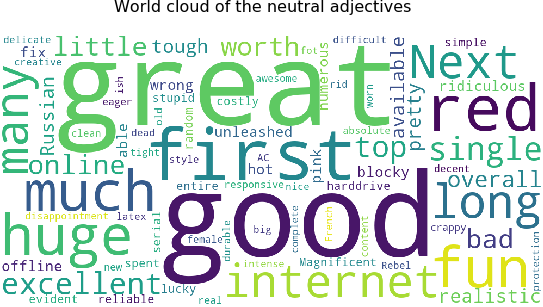 World cloud of the neutral adjectives
delicate
little
tough
worth
fot
difficult
simple
fix
creative
great
numerous
available
Next
many
Russian
ish
eager
wrong
stupid
awesome
costly
rid
worn
pretty
ridiculous
red
clean
able
dead
old
random
unleashed
absolute
first
top
single
online
tight
style
AC
hot
pink
blocky
decent
overall
much
entire
responsive
nice
harddrive
long
huge
disappointment
latex
serial
good
female
durable
big
complete
French
content
crappy
bad
protection
offline
new
spent
intense
Magnificent
Rebel
fun
excellent
lucky
internet
realistic
evident
reliable
real